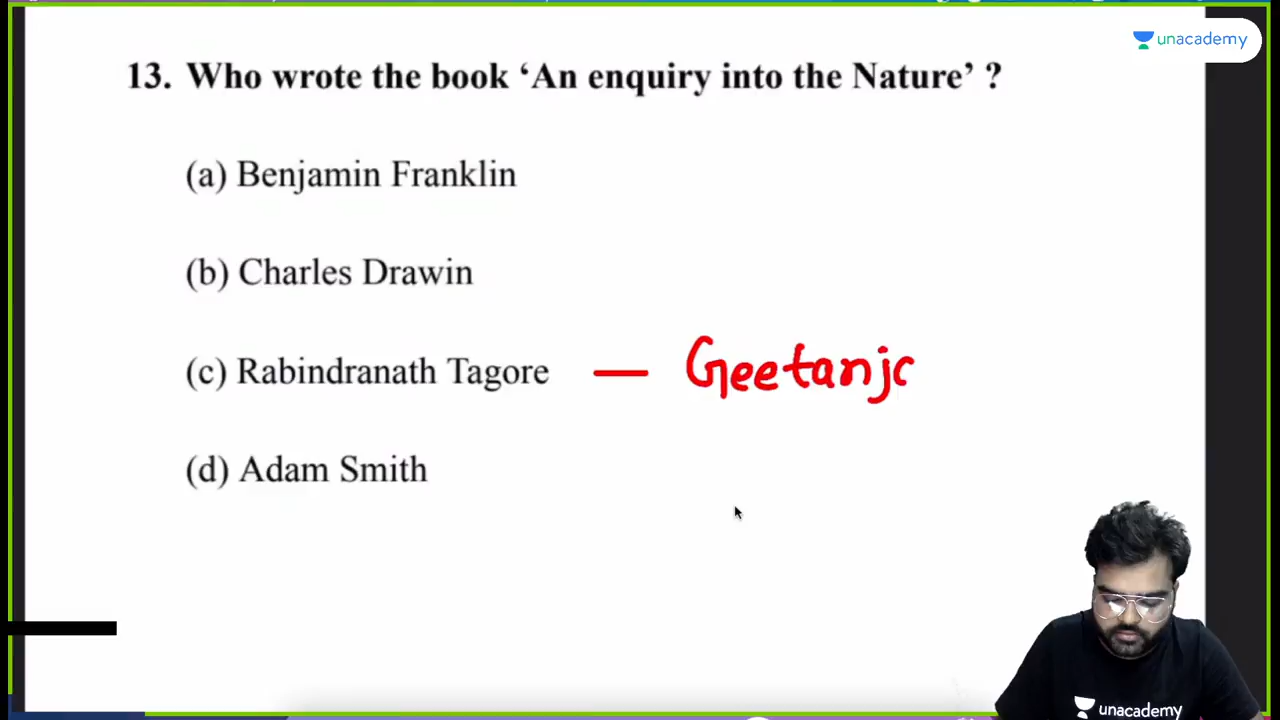 unacademy
13. Who wrote the book ‘An enquiry into the Nature’ ?
(a) Benjamin Franklin
(b) Charles Drawin
(c) Rabindranath Tagore — Geetanjc
(d) Adam Smith
unacademy